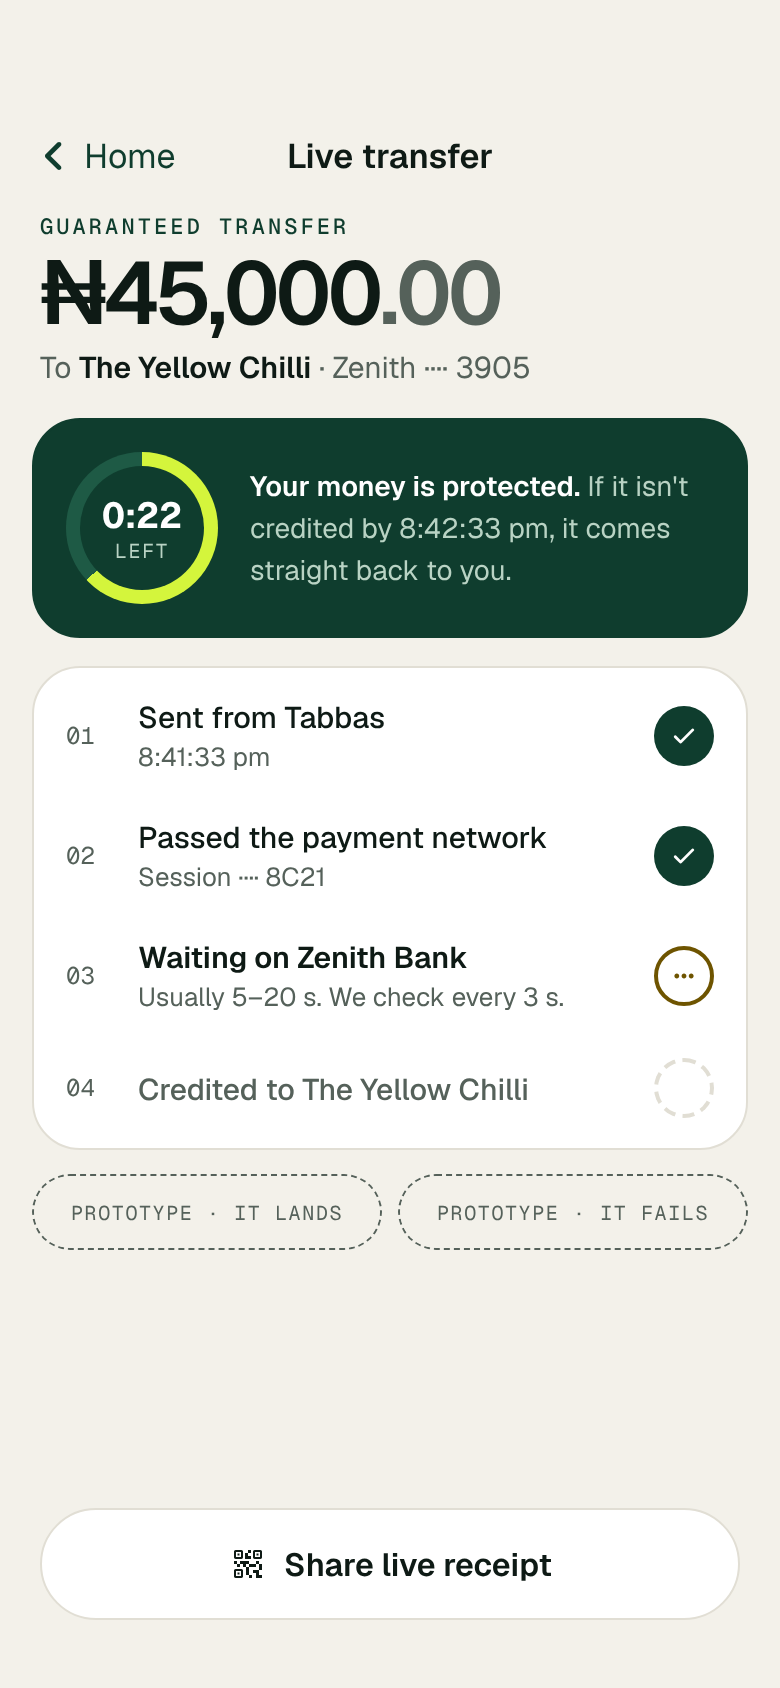 Home
Live transfer
GUARANTEED TRANSFER
₦45,000.00
To The Yellow Chilli · Zenith ···· 3905
0:22
LEFT
Your money is protected. If it isn't
credited by 8:42:33 pm, it comes
straight back to you.
01
Sent from Tabbas
8:41:33 pm
02
Passed the payment network
Session ···· 8C21
03
Waiting on Zenith Bank
Usually 5–20 s. We check every 3 s.
04
Credited to The Yellow Chilli
PROTOTYPE · IT LANDS
PROTOTYPE · IT FAILS
Share live receipt